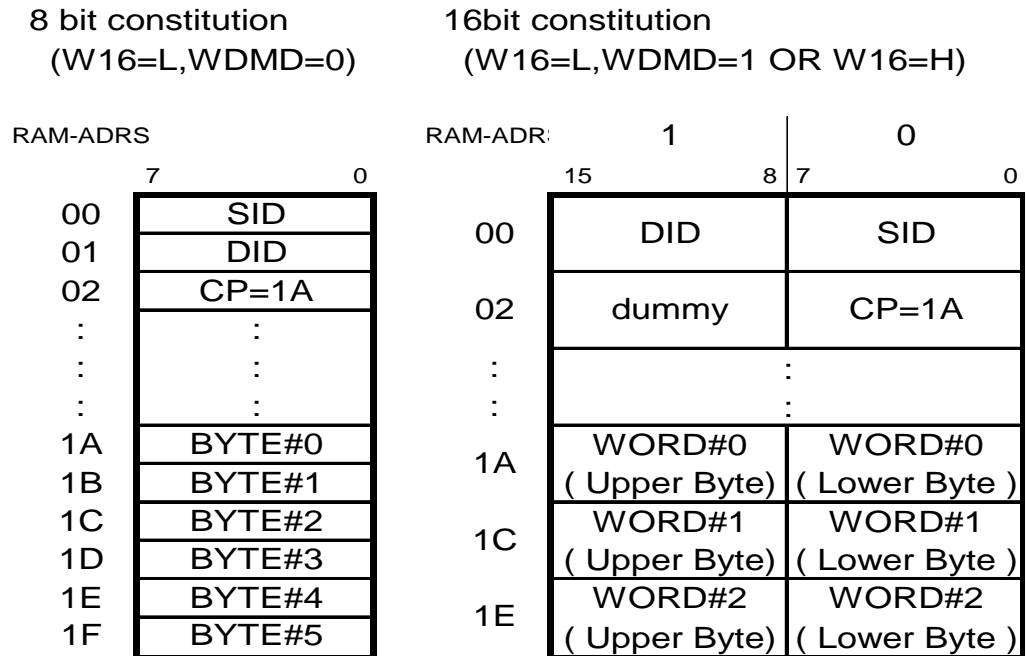 8 bit constitution
(W16=L,WDMD=0)
RAM-ADRS
7 0
00 SID
01 DID
02 CP=1A
: :
: :
: :
1A BYTE#0
1B BYTE#1
1C BYTE#2
1D BYTE#3
1E BYTE#4
1F BYTE#5
16bit constitution
(W16=L,WDMD=1 OR W16=H)
RAM-ADR: 1 0
15 8 7 0
00 DID SID
02 dummy CP=1A
: :
: :
1A WORD#0 WORD#0
( Upper Byte) ( Lower Byte )
1C WORD#1 WORD#1
( Upper Byte) ( Lower Byte )
1E WORD#2 WORD#2
( Upper Byte) ( Lower Byte )